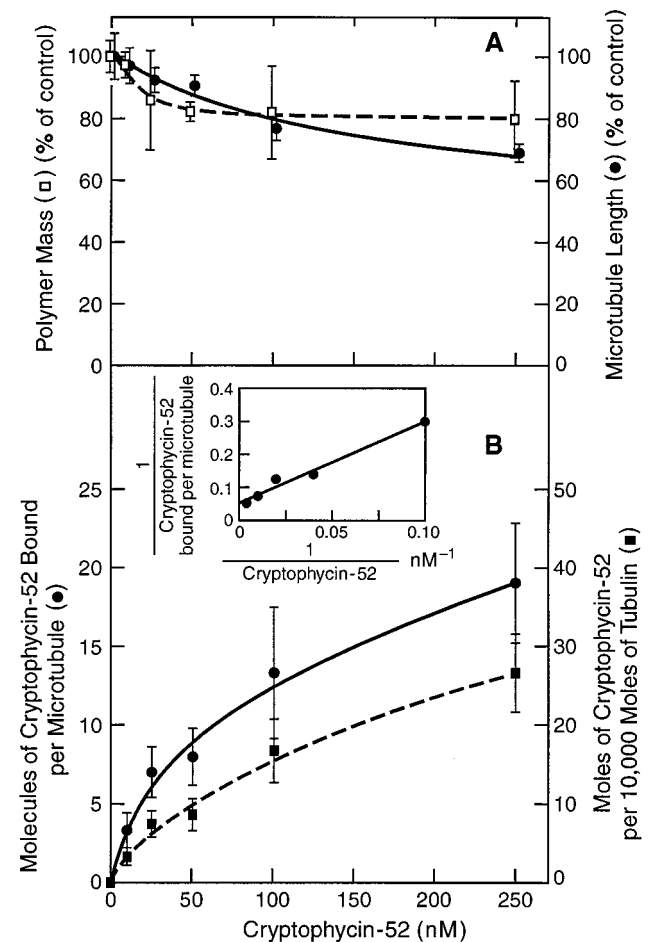 A
Polymer Mass (□) (% of control)
100
80
60
40
20
0
Microtubule Length (●) (% of control)
100
80
60
40
20
0
B
1
Cryptophycin-52
bound per microtubule
0.4
0.3
0.2
0.1
0
0 0.05 0.10
1
Cryptophycin-52
nM−1
Molecules of Cryptophycin-52 Bound
per Microtubule (●)
25
20
15
10
5
0
Moles of Cryptophycin-52
per 10,000 Moles of Tubulin (■)
50
40
30
20
10
0
0 50 100 150 200 250
Cryptophycin-52 (nM)